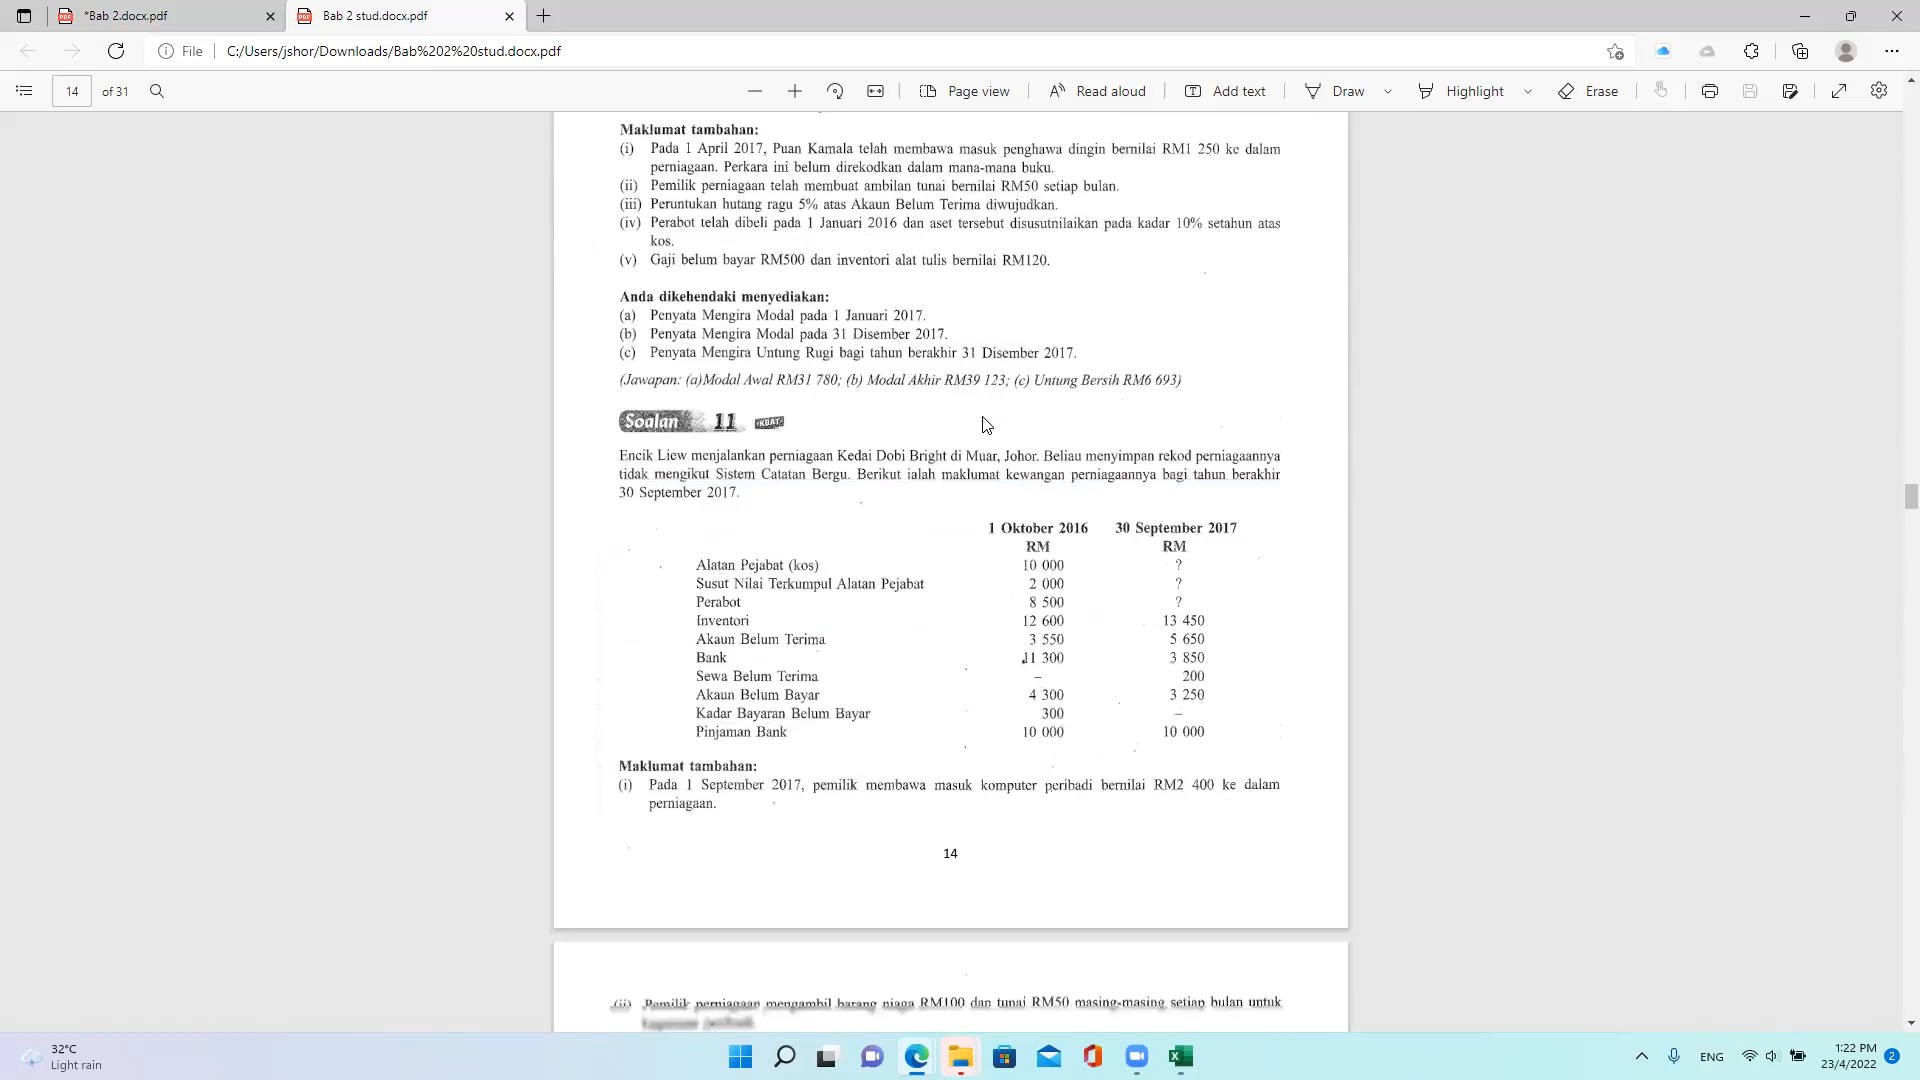 *Bab 2.docx.pdf
Bab 2 stud.docx.pdf
File
C:/Users/jshor/Downloads/Bab%202%20stud.docx.pdf
14 of 31
Page view
Read aloud
Add text
Draw
Highlight
Erase
Maklumat tambahan:
(i) Pada 1 April 2017, Puan Kamala telah membawa masuk penghawa dingin bernilai RM1 250 ke dalam
perniagaan. Perkara ini belum direkodkan dalam mana-mana buku.
(ii) Pemilik perniagaan telah membuat ambilan tunai bernilai RM50 setiap bulan.
(iii) Peruntukan hutang ragu 5% atas Akaun Belum Terima diwujudkan.
(iv) Perabot telah dibeli pada 1 Januari 2016 dan aset tersebut disusutnilaikan pada kadar 10% setahun atas
kos.
(v) Gaji belum bayar RM500 dan inventori alat tulis bernilai RM120.
Anda dikehendaki menyediakan:
(a) Penyata Mengira Modal pada 1 Januari 2017.
(b) Penyata Mengira Modal pada 31 Disember 2017.
(c) Penyata Mengira Untung Rugi bagi tahun berakhir 31 Disember 2017.
(Jawapan: (a)Modal Awal RM31 780; (b) Modal Akhir RM39 123; (c) Untung Bersih RM6 693)
Soalan 11 KBAT
Encik Liew menjalankan perniagaan Kedai Dobi Bright di Muar, Johor. Beliau menyimpan rekod perniagaannya
tidak mengikut Sistem Catatan Bergu. Berikut ialah maklumat kewangan perniagaannya bagi tahun berakhir
30 September 2017.
1 Oktober 2016 30 September 2017
RM RM
Alatan Pejabat (kos) 10 000 ?
Susut Nilai Terkumpul Alatan Pejabat 2 000 ?
Perabot 8 500 ?
Inventori 12 600 13 450
Akaun Belum Terima 3 550 5 650
Bank 11 300 3 850
Sewa Belum Terima – 200
Akaun Belum Bayar 4 300 3 250
Kadar Bayaran Belum Bayar 300 –
Pinjaman Bank 10 000 10 000
Maklumat tambahan:
(i) Pada 1 September 2017, pemilik membawa masuk komputer peribadi bernilai RM2 400 ke dalam
perniagaan.
14
(ii) Pemilik perniagaan mengambil barang niaga RM100 dan tunai RM50 masing-masing setiap bulan untuk
32°C
Light rain
ENG
1:22 PM
23/4/2022
2